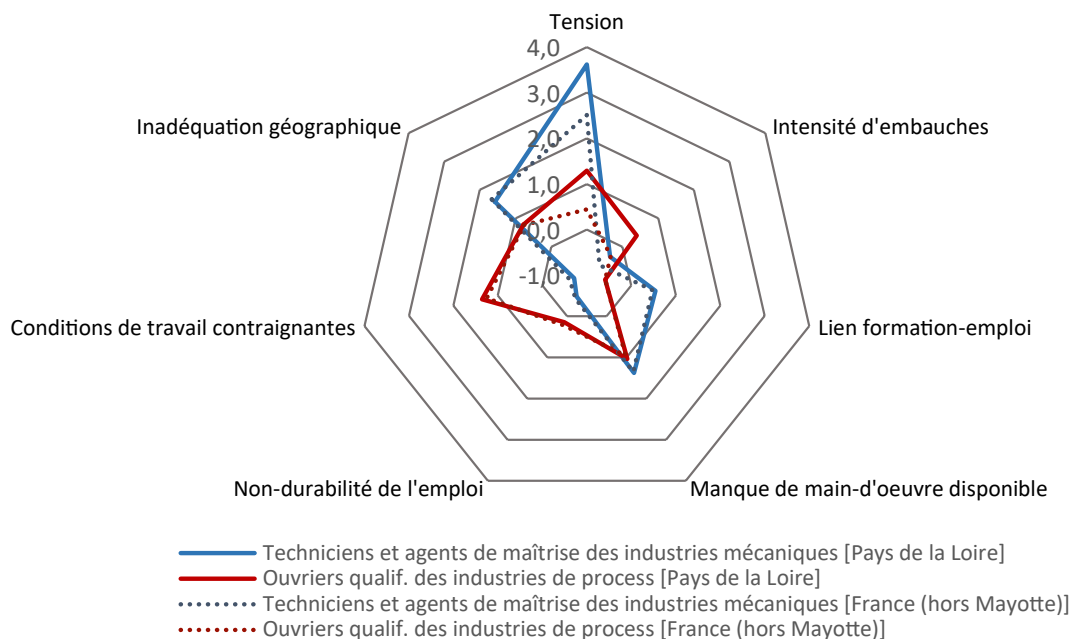 Tension
4,0
3,0
Inadéquation géographique
Intensité d'embauches
2,0
1,0
0,0
-1,0
Conditions de travail contraignantes
Lien formation-emploi
Non-durabilité de l'emploi
Manque de main-d'oeuvre disponible
Techniciens et agents de maîtrise des industries mécaniques [Pays de la Loire]
Ouvriers qualif. des industries de process [Pays de la Loire]
Techniciens et agents de maîtrise des industries mécaniques [France (hors Mayotte)]
Ouvriers qualif. des industries de process [France (hors Mayotte)]